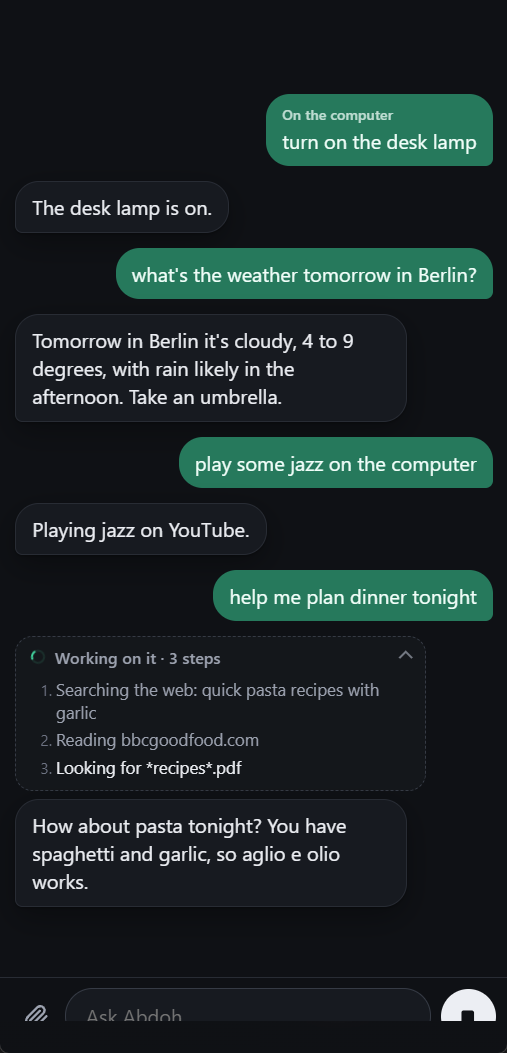 On the computer
turn on the desk lamp
The desk lamp is on.
what's the weather tomorrow in Berlin?
Tomorrow in Berlin it's cloudy, 4 to 9
degrees, with rain likely in the
afternoon. Take an umbrella.
play some jazz on the computer
Playing jazz on YouTube.
help me plan dinner tonight
Working on it · 3 steps
1. Searching the web: quick pasta recipes with
garlic
2. Reading bbcgoodfood.com
3. Looking for *recipes*.pdf
How about pasta tonight? You have
spaghetti and garlic, so aglio e olio
works.
Ask Abdoh